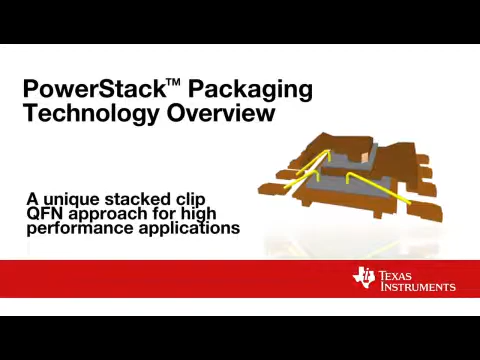 PowerStack™ Packaging
Technology Overview
A unique stacked clip
QFN approach for high
performance applications
TEXAS
INSTRUMENTS